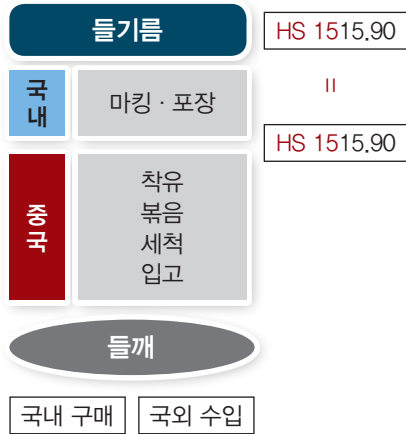 들기름
HS 1515.90
국내
마킹 · 포장
=
HS 1515.90
중국
착유
볶음
세척
입고
들깨
국내 구매
국외 수입